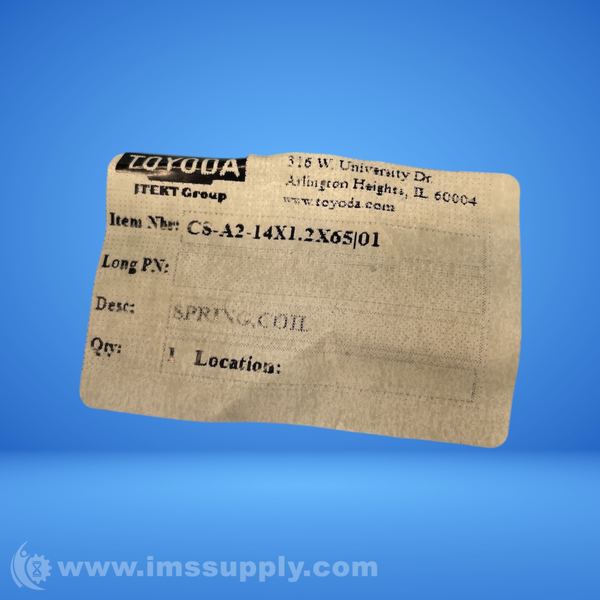 TOYODA
JTEKT Group
316 W. University Dr.
Arlington Heights, IL 60004
www.toyoda.com
Item Nbr: CS-A2-14X1.2X65|01
Long PN:
Desc: SPRING,COIL
Qty: 1 Location:
www.imssupply.com